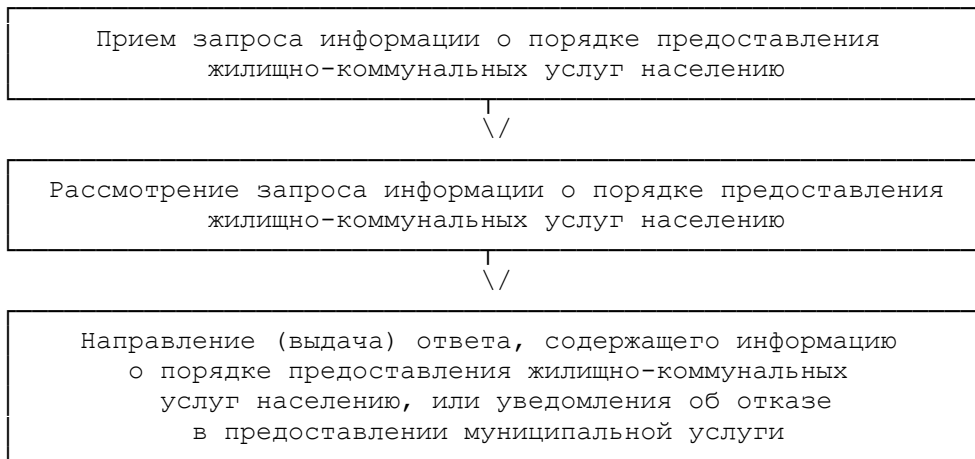 Прием запроса информации о порядке предоставления
жилищно-коммунальных услуг населению
\/
Рассмотрение запроса информации о порядке предоставления
жилищно-коммунальных услуг населению
\/
Направление (выдача) ответа, содержащего информацию
о порядке предоставления жилищно-коммунальных
услуг населению, или уведомления об отказе
в предоставлении муниципальной услуги